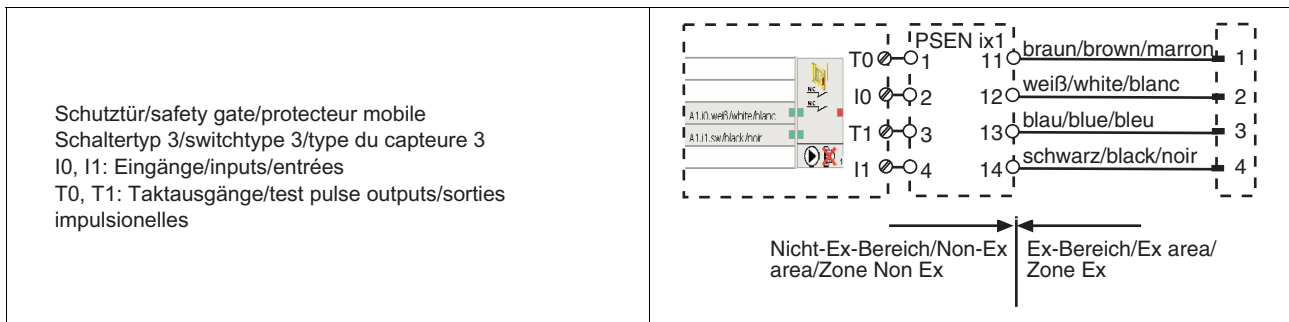 Schutztür/safety gate/protecteur mobile
Schaltertyp 3/switchtype 3/type du capteure 3
I0, I1: Eingänge/inputs/entrées
T0, T1: Taktausgänge/test pulse outputs/sorties
impulsionelles
PSEN ix1
T0 1 11 braun/brown/marron 1
I0 2 12 weiß/white/blanc 2
T1 3 13 blau/blue/bleu 3
I1 4 14 schwarz/black/noir 4
NC
NC
A1.i0.weiß/white/blanc
A1.i1.sw/black/noir
1
Nicht-Ex-Bereich/Non-Ex
area/Zone Non Ex
Ex-Bereich/Ex area/
Zone Ex